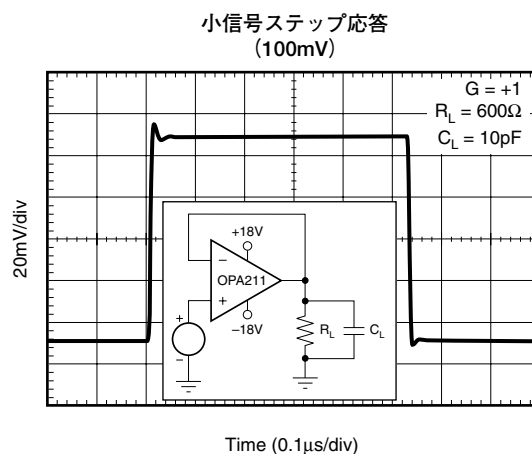 小信号ステップ応答
(100mV)
G = +1
R_L = 600Ω
C_L = 10pF
20mV/div
+18V
−
OPA211
+
−18V
+
−
R_L
C_L
Time (0.1μs/div)